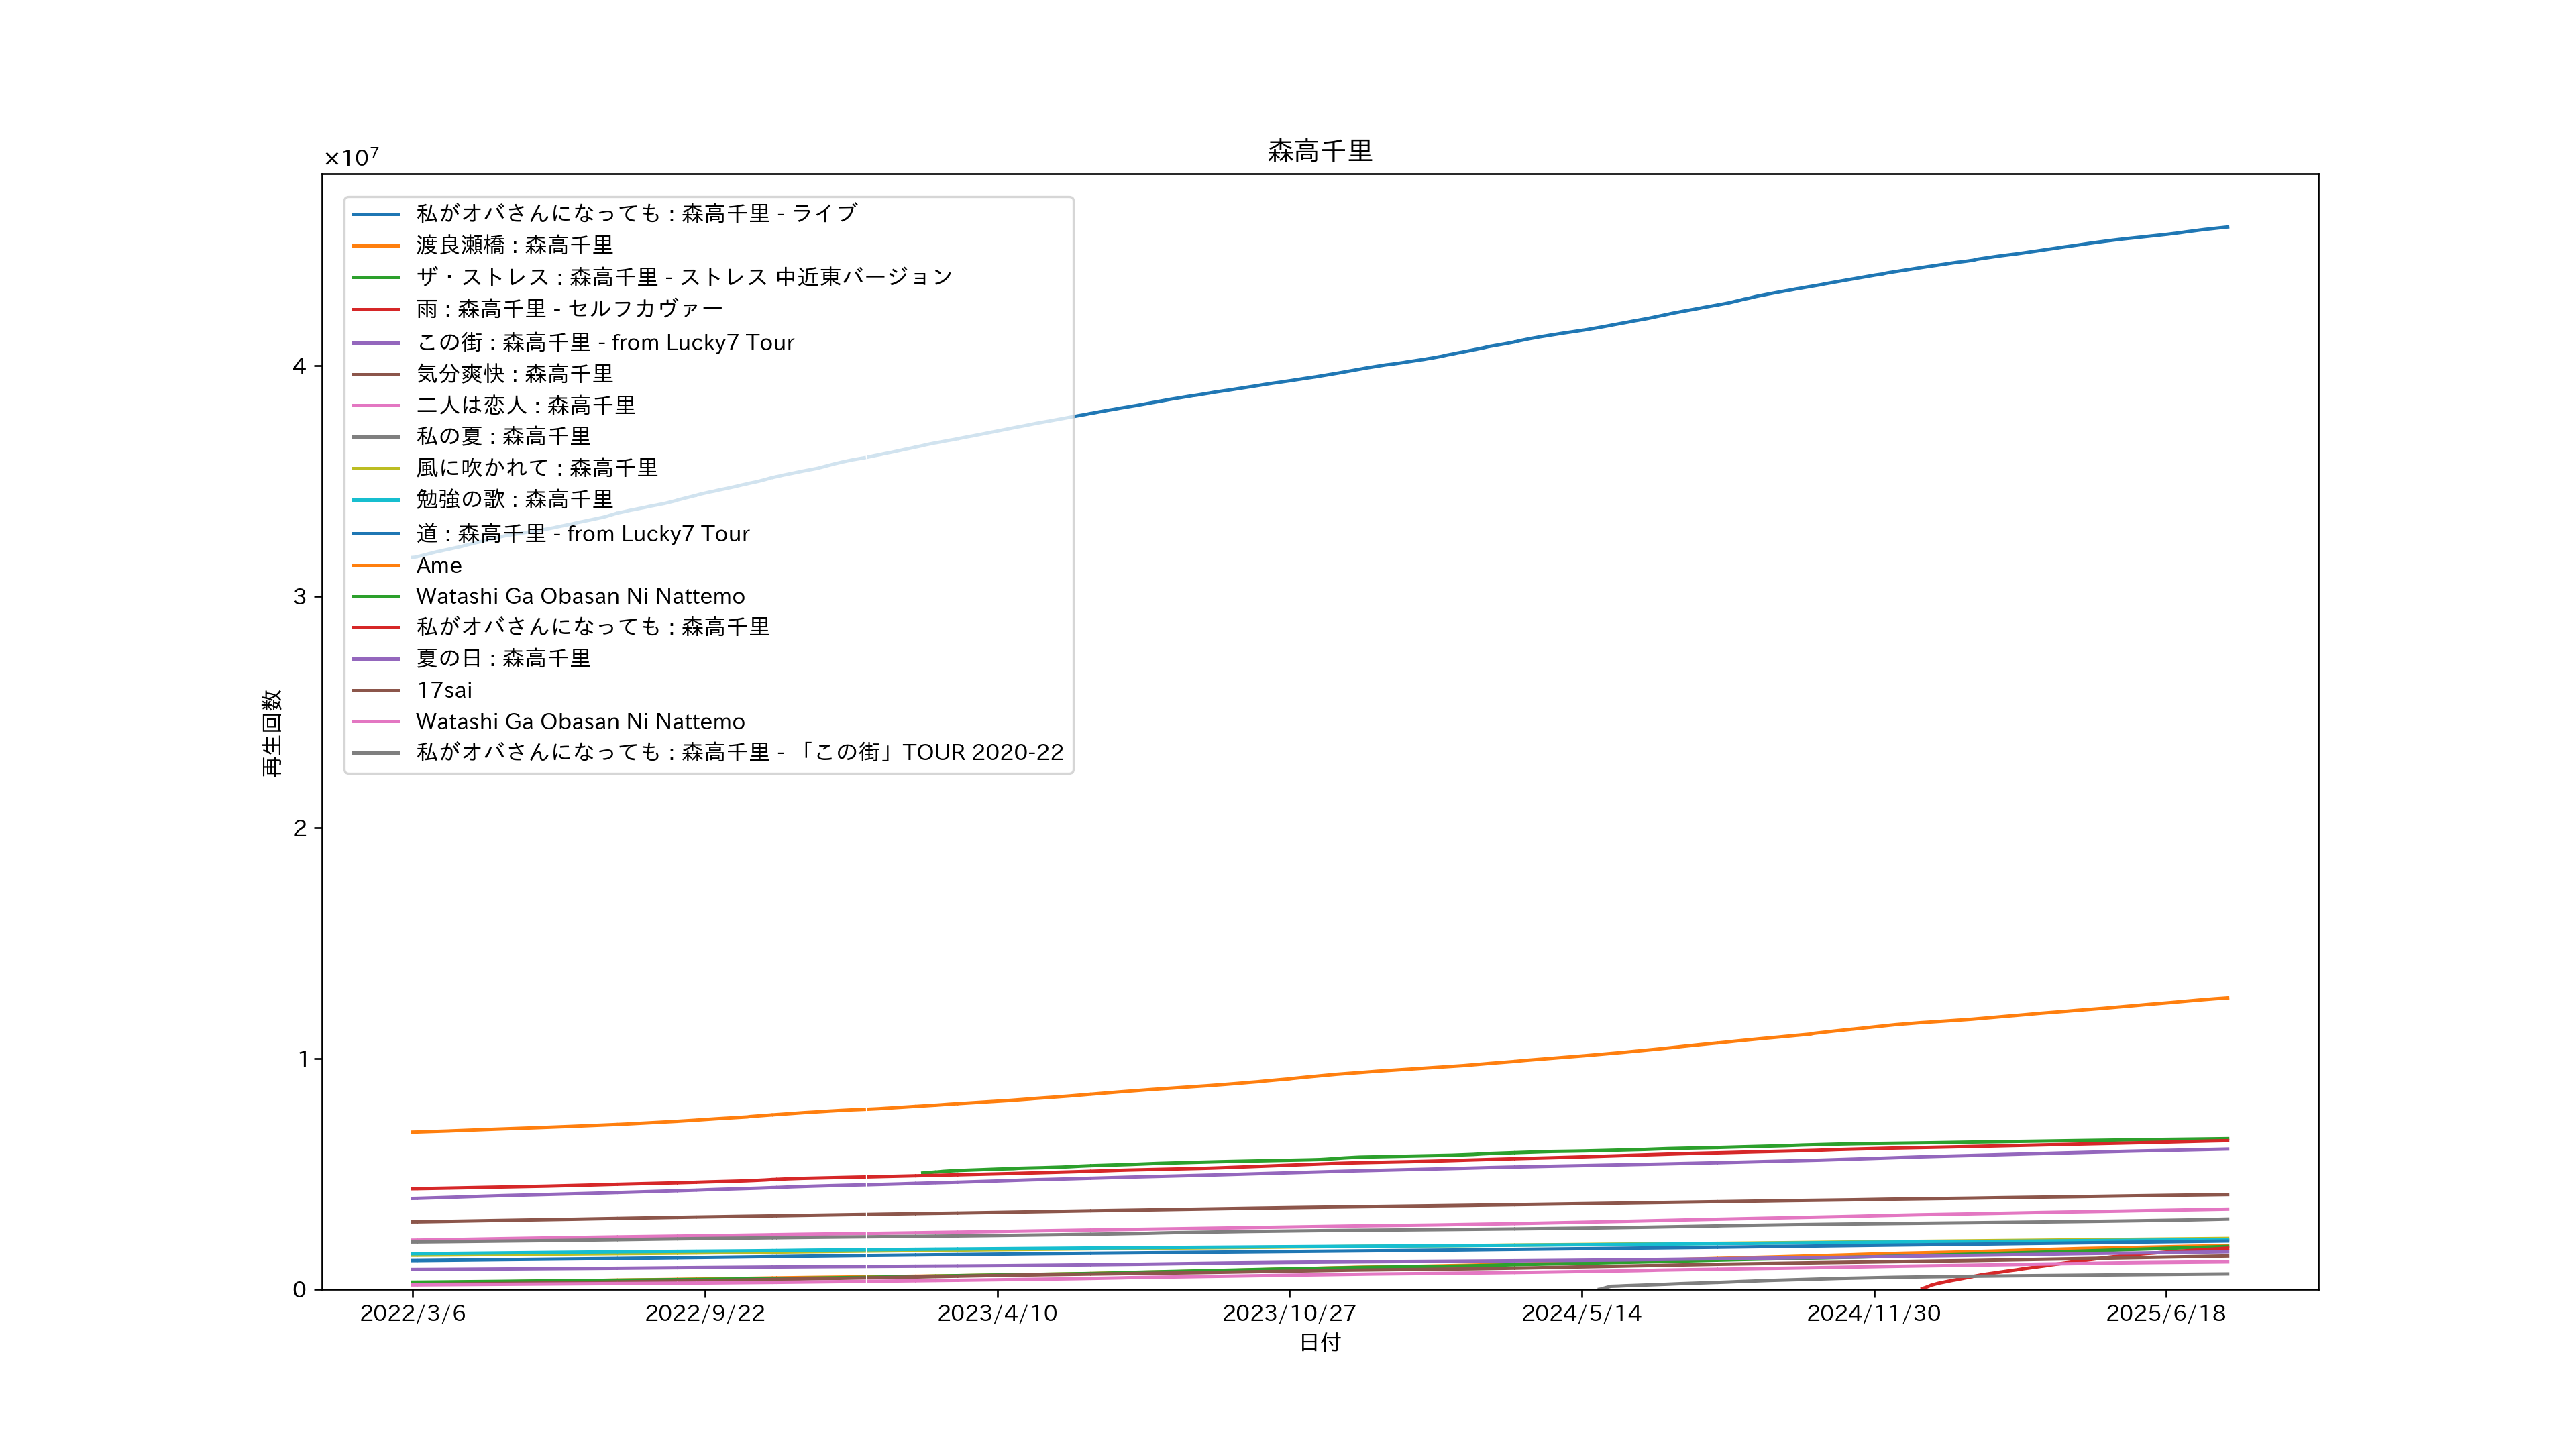 森高千里
×10⁷
私がオバさんになっても : 森高千里 - ライブ
渡良瀬橋 : 森高千里
ザ・ストレス : 森高千里 - ストレス 中近東バージョン
雨 : 森高千里 - セルフカヴァー
この街 : 森高千里 - from Lucky7 Tour
気分爽快 : 森高千里
二人は恋人 : 森高千里
私の夏 : 森高千里
風に吹かれて : 森高千里
勉強の歌 : 森高千里
道 : 森高千里 - from Lucky7 Tour
Ame
Watashi Ga Obasan Ni Nattemo
私がオバさんになっても : 森高千里
夏の日 : 森高千里
17sai
Watashi Ga Obasan Ni Nattemo
私がオバさんになっても : 森高千里 - 「この街」TOUR 2020-22
4
3
2
1
0
再生回数
2022/3/6
2022/9/22
2023/4/10
2023/10/27
2024/5/14
2024/11/30
2025/6/18
日付